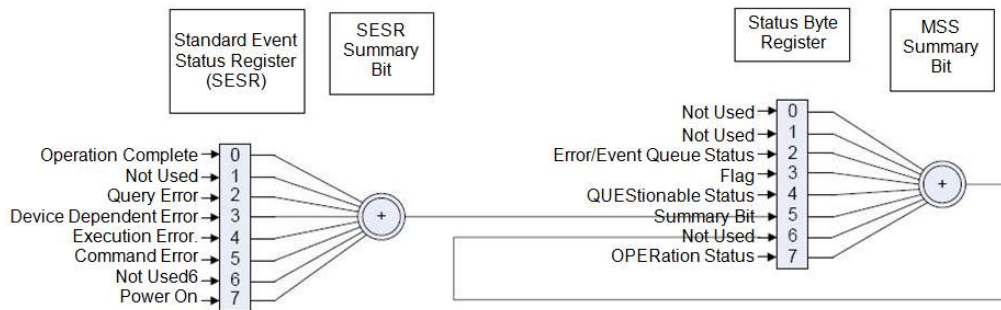 Standard Event
Status Register
(SESR)
SESR
Summary
Bit
Operation Complete
Not Used
Query Error
Device Dependent Error
Execution Error.
Command Error
Not Used6
Power On
0
1
2
3
4
5
6
7
+
Status Byte
Register
MSS
Summary
Bit
Not Used
Not Used
Error/Event Queue Status
Flag
QUEStionable Status
Summary Bit
Not Used
OPERation Status
0
1
2
3
4
5
6
7
+